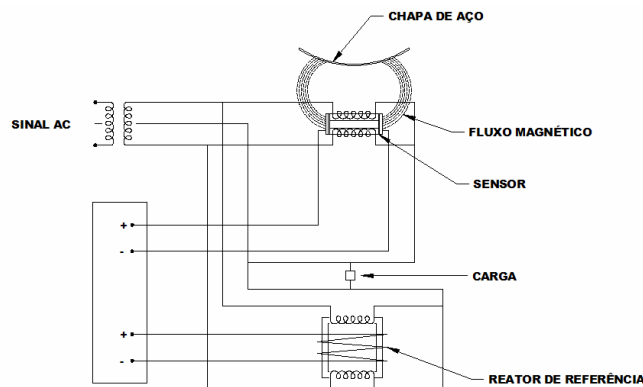 CHAPA DE AÇO
SINAL AC
FLUXO MAGNÉTICO
SENSOR
+
-
CARGA
+
-
REATOR DE REFERÊNCIA